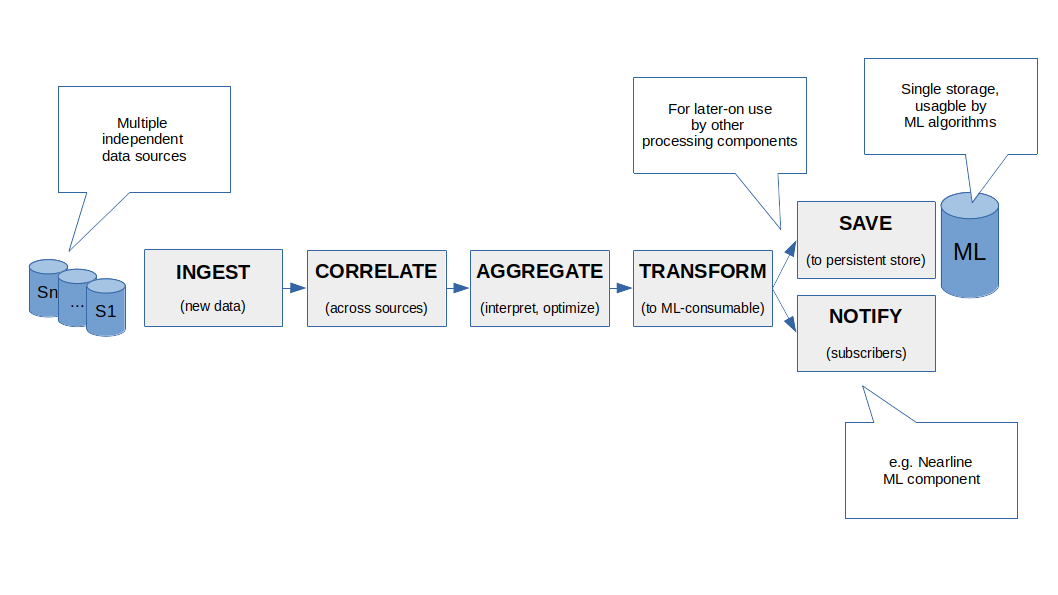 Multiple
independent
data sources
For later-on use
by other
processing components
Single storage,
usagble by
ML algorithms
Sn
...
S1
INGEST
(new data)
CORRELATE
(across sources)
AGGREGATE
(interpret, optimize)
TRANSFORM
(to ML-consumable)
SAVE
(to persistent store)
ML
NOTIFY
(subscribers)
e.g. Nearline
ML component